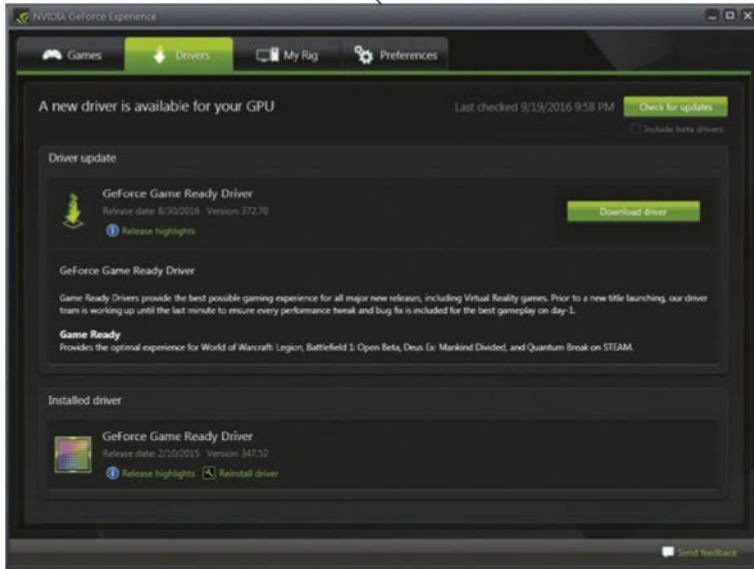 NVIDIA GeForce Experience
Games Drivers My Rig Preferences
A new driver is available for your GPU Last checked 9/19/2016 9:58 PM Check for updates
Include beta drivers
Driver update
GeForce Game Ready Driver
Release date: 8/30/2016 Version: 372.70
Download driver
Release highlights
GeForce Game Ready Driver
Game Ready Drivers provide the best possible gaming experience for all major new releases, including Virtual Reality games. Prior to a new title launching, our driver
team is working up until the last minute to ensure every performance tweak and bug fix is included for the best gameplay on day-1.
Game Ready
Provides the optimal experience for World of Warcraft: Legion, Battlefield 1: Open Beta, Deus Ex: Mankind Divided, and Quantum Break on STEAM.
Installed driver
GeForce Game Ready Driver
Release date: 2/10/2015 Version: 347.52
Release highlights Reinstall driver
Send feedback